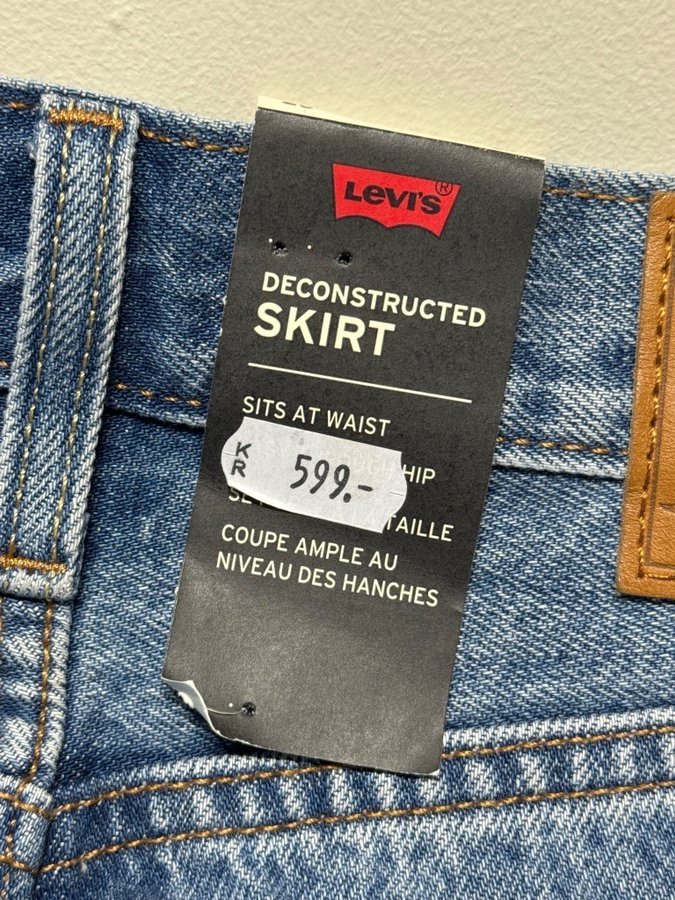 LEVI'S®
DECONSTRUCTED
SKIRT
SITS AT WAIST
HIP
KR 599.-
TAILLE
COUPE AMPLE AU
NIVEAU DES HANCHES